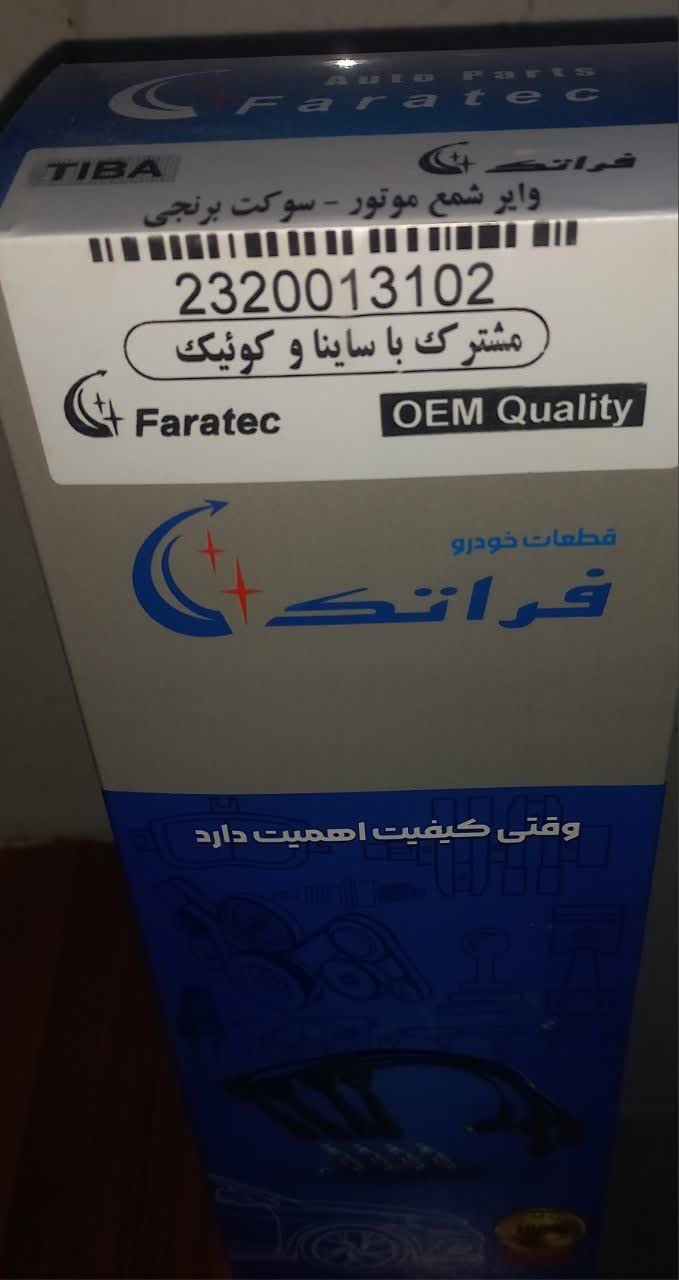 Auto Parts
Faratec
TIBA
فراتک
وایر شمع موتور - سوکت برنجی
2320013102
مشترک با ساینا و کوئیک
Faratec
OEM Quality
قطعات خودرو
فراتک
وقتی کیفیت اهمیت دارد